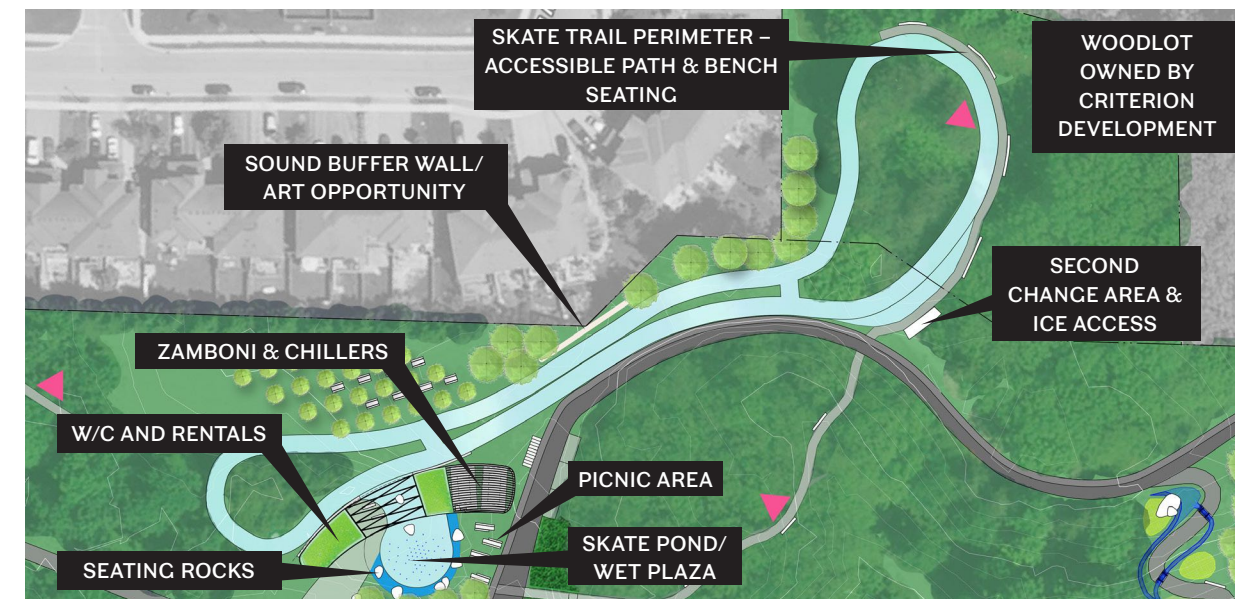 SKATE TRAIL PERIMETER –
ACCESSIBLE PATH & BENCH
SEATING
WOODLOT
OWNED BY
CRITERION
DEVELOPMENT
SOUND BUFFER WALL/
ART OPPORTUNITY
SECOND
CHANGE AREA &
ICE ACCESS
ZAMBONI & CHILLERS
W/C AND RENTALS
PICNIC AREA
SKATE POND/
WET PLAZA
SEATING ROCKS